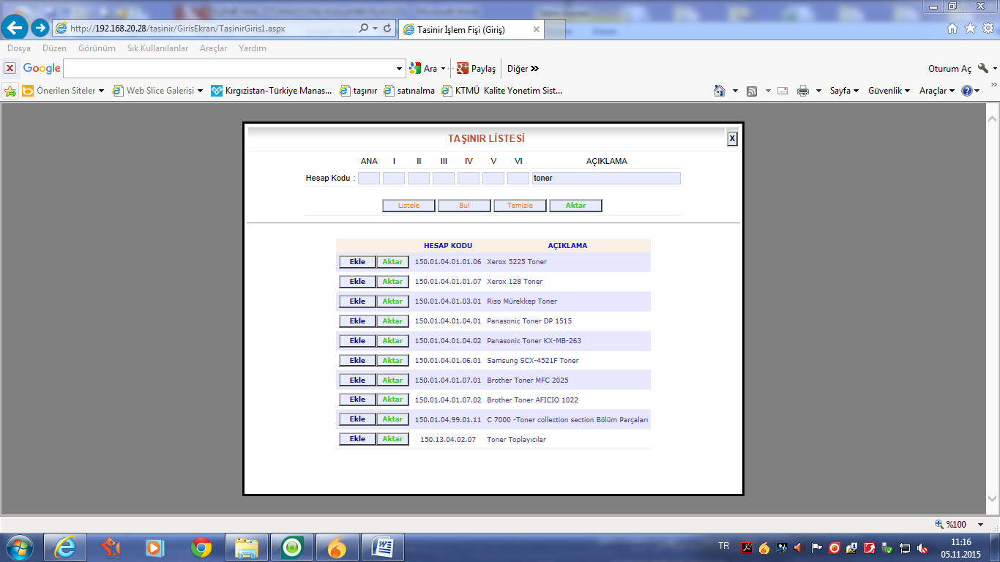 http://192.168.20.28/tasinir/GirisEkran/TasinirGiris1.aspx
Tasinir İşlem Fişi (Giriş)
Dosya Düzen Görünüm Sık Kullanılanlar Araçlar Yardım
Google Ara Paylaş Diğer Oturum Aç
Önerilen Siteler Web Slice Galerisi Kırgızistan-Türkiye Manas... taşınır satınalma KTMÜ Kalite Yonetim Sist... Sayfa Güvenlik Araçlar
TAŞINIR LİSTESİ X
ANA I II III IV V VI AÇIKLAMA
Hesap Kodu : toner
Listele Bul Temizle Aktar
HESAP KODU AÇIKLAMA
Ekle Aktar 150.01.04.01.01.06 Xerox 5225 Toner
Ekle Aktar 150.01.04.01.01.07 Xerox 128 Toner
Ekle Aktar 150.01.04.01.03.01 Riso Mürekkep Toner
Ekle Aktar 150.01.04.01.04.01 Panasonic Toner DP 1515
Ekle Aktar 150.01.04.01.04.02 Panasonic Toner KX-MB-263
Ekle Aktar 150.01.04.01.06.01 Samsung SCX-4521F Toner
Ekle Aktar 150.01.04.01.07.01 Brother Toner MFC 2025
Ekle Aktar 150.01.04.01.07.02 Brother Toner AFICIO 1022
Ekle Aktar 150.01.04.99.01.11 C 7000 -Toner collection section Bölüm Parçaları
Ekle Aktar 150.13.04.02.07 Toner Toplayıcılar
%100
TR 11:16
05.11.2015